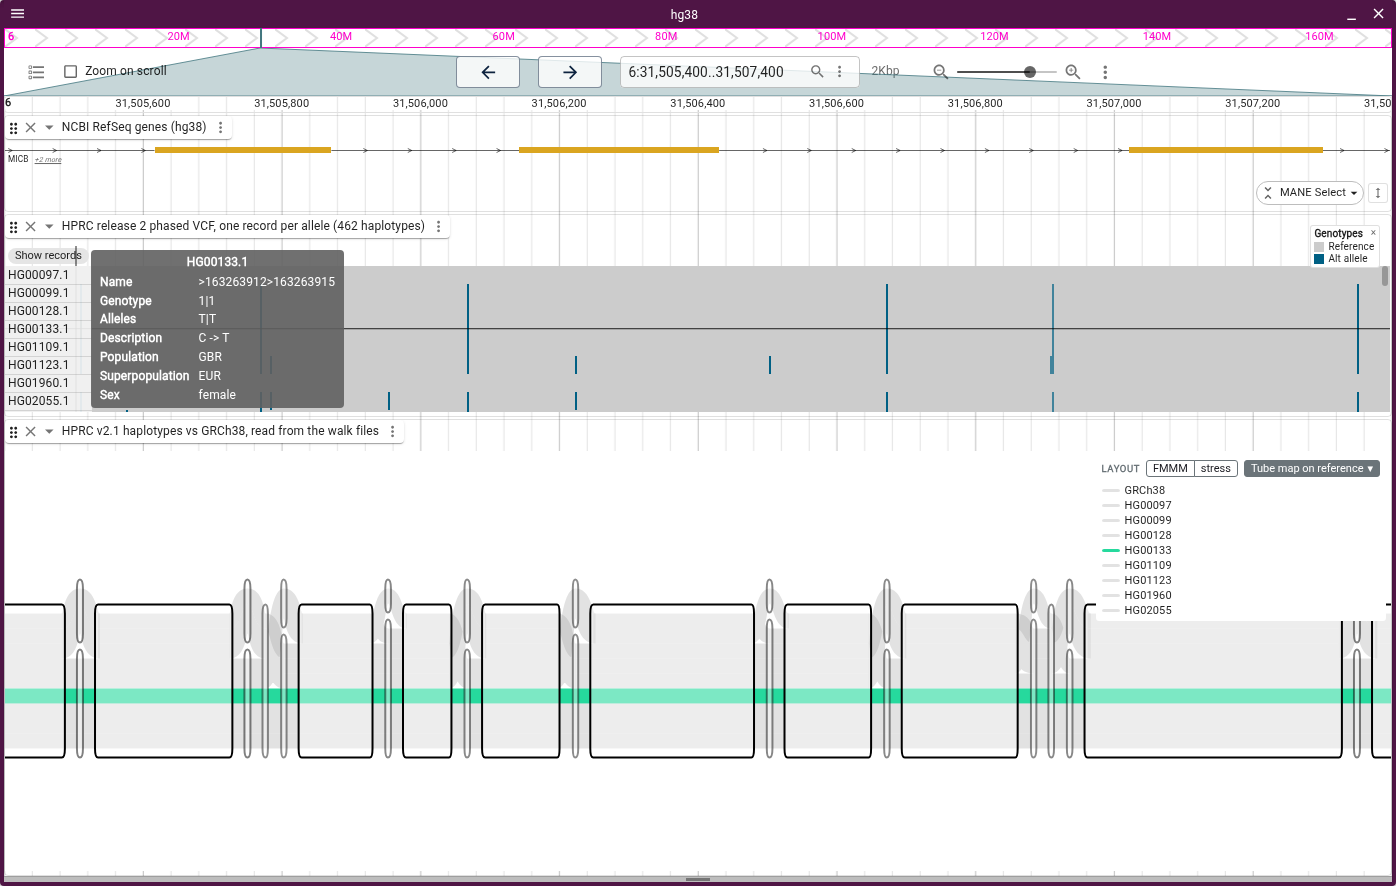 hg38
6 20M 40M 60M 80M 100M 120M 140M 160M
Zoom on scroll 6:31,505,400..31,507,400 2Kbp
6 31,505,600 31,505,800 31,506,000 31,506,200 31,506,400 31,506,600 31,506,800 31,507,000 31,507,200 31,50
NCBI RefSeq genes (hg38)
MICB +2 more
MANE Select
HPRC release 2 phased VCF, one record per allele (462 haplotypes)
Genotypes ×
Reference
Alt allele
Show records
HG00097.1
HG00099.1
HG00128.1
HG00133.1
HG01109.1
HG01123.1
HG01960.1
HG02055.1
HG00133.1
Name >163263912>163263915
Genotype 1|1
Alleles T|T
Description C -> T
Population GBR
Superpopulation EUR
Sex female
HPRC v2.1 haplotypes vs GRCh38, read from the walk files
LAYOUT FMMM stress Tube map on reference ▾
GRCh38
HG00097
HG00099
HG00128
HG00133
HG01109
HG01123
HG01960
HG02055